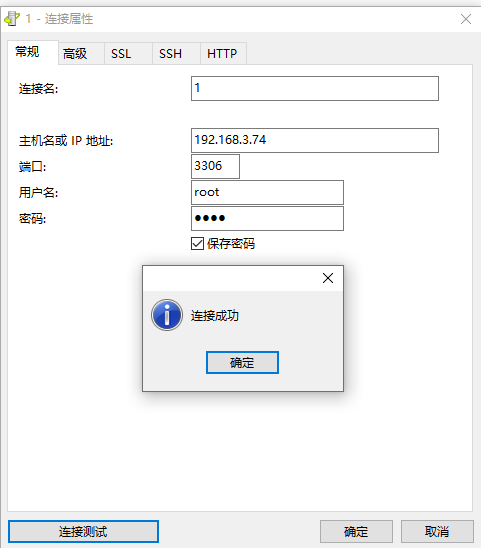 1 - 连接属性
常规 高级 SSL SSH HTTP
连接名: 1
主机名或 IP 地址: 192.168.3.74
端口: 3306
用户名: root
密码: ●●●●
保存密码
连接成功
确定
连接测试 确定 取消